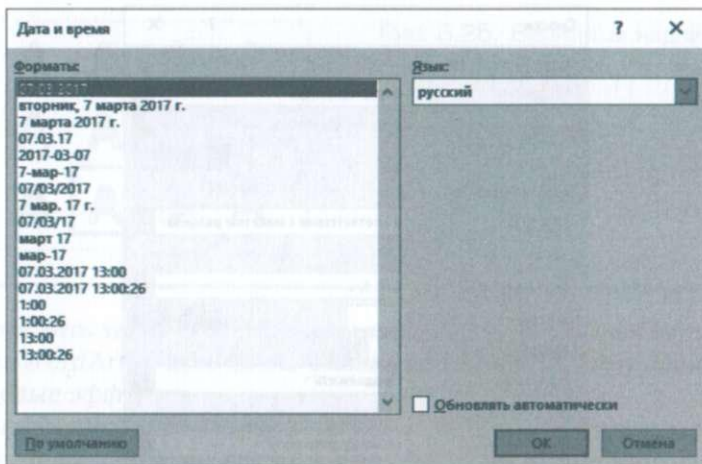 Дата и время ? ×
Форматы:
07.03.2017
вторник, 7 марта 2017 г.
7 марта 2017 г.
07.03.17
2017-03-07
7-мар-17
07/03/2017
7 мар. 17 г.
07/03/17
март 17
мар-17
07.03.2017 13:00
07.03.2017 13:00:26
1:00
1:00:26
13:00
13:00:26
Язык:
русский
Обновлять автоматически
По умолчанию
ОК
Отмена